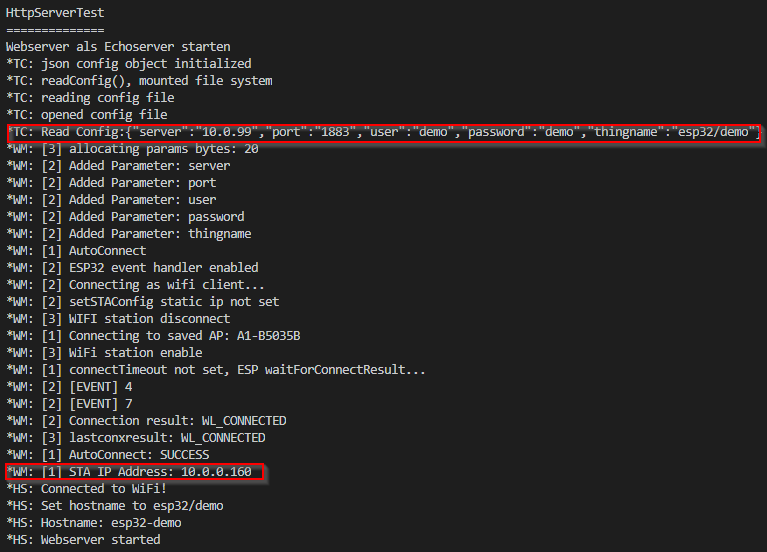 HttpServerTest
==============
Webserver als Echoserver starten
*TC: json config object initialized
*TC: readConfig(), mounted file system
*TC: reading config file
*TC: opened config file
*TC: Read Config:{"server":"10.0.99","port":"1883","user":"demo","password":"demo","thingname":"esp32/demo"}
*WM: [3] allocating params bytes: 20
*WM: [2] Added Parameter: server
*WM: [2] Added Parameter: port
*WM: [2] Added Parameter: user
*WM: [2] Added Parameter: password
*WM: [2] Added Parameter: thingname
*WM: [1] AutoConnect
*WM: [2] ESP32 event handler enabled
*WM: [2] Connecting as wifi client...
*WM: [2] setSTAConfig static ip not set
*WM: [3] WIFI station disconnect
*WM: [1] Connecting to saved AP: A1-B5035B
*WM: [3] WiFi station enable
*WM: [1] connectTimeout not set, ESP waitForConnectResult...
*WM: [2] [EVENT] 4
*WM: [2] [EVENT] 7
*WM: [2] Connection result: WL_CONNECTED
*WM: [3] lastconxresult: WL_CONNECTED
*WM: [1] AutoConnect: SUCCESS
*WM: [1] STA IP Address: 10.0.0.160
*HS: Connected to WiFi!
*HS: Set hostname to esp32/demo
*HS: Hostname: esp32-demo
*HS: Webserver started